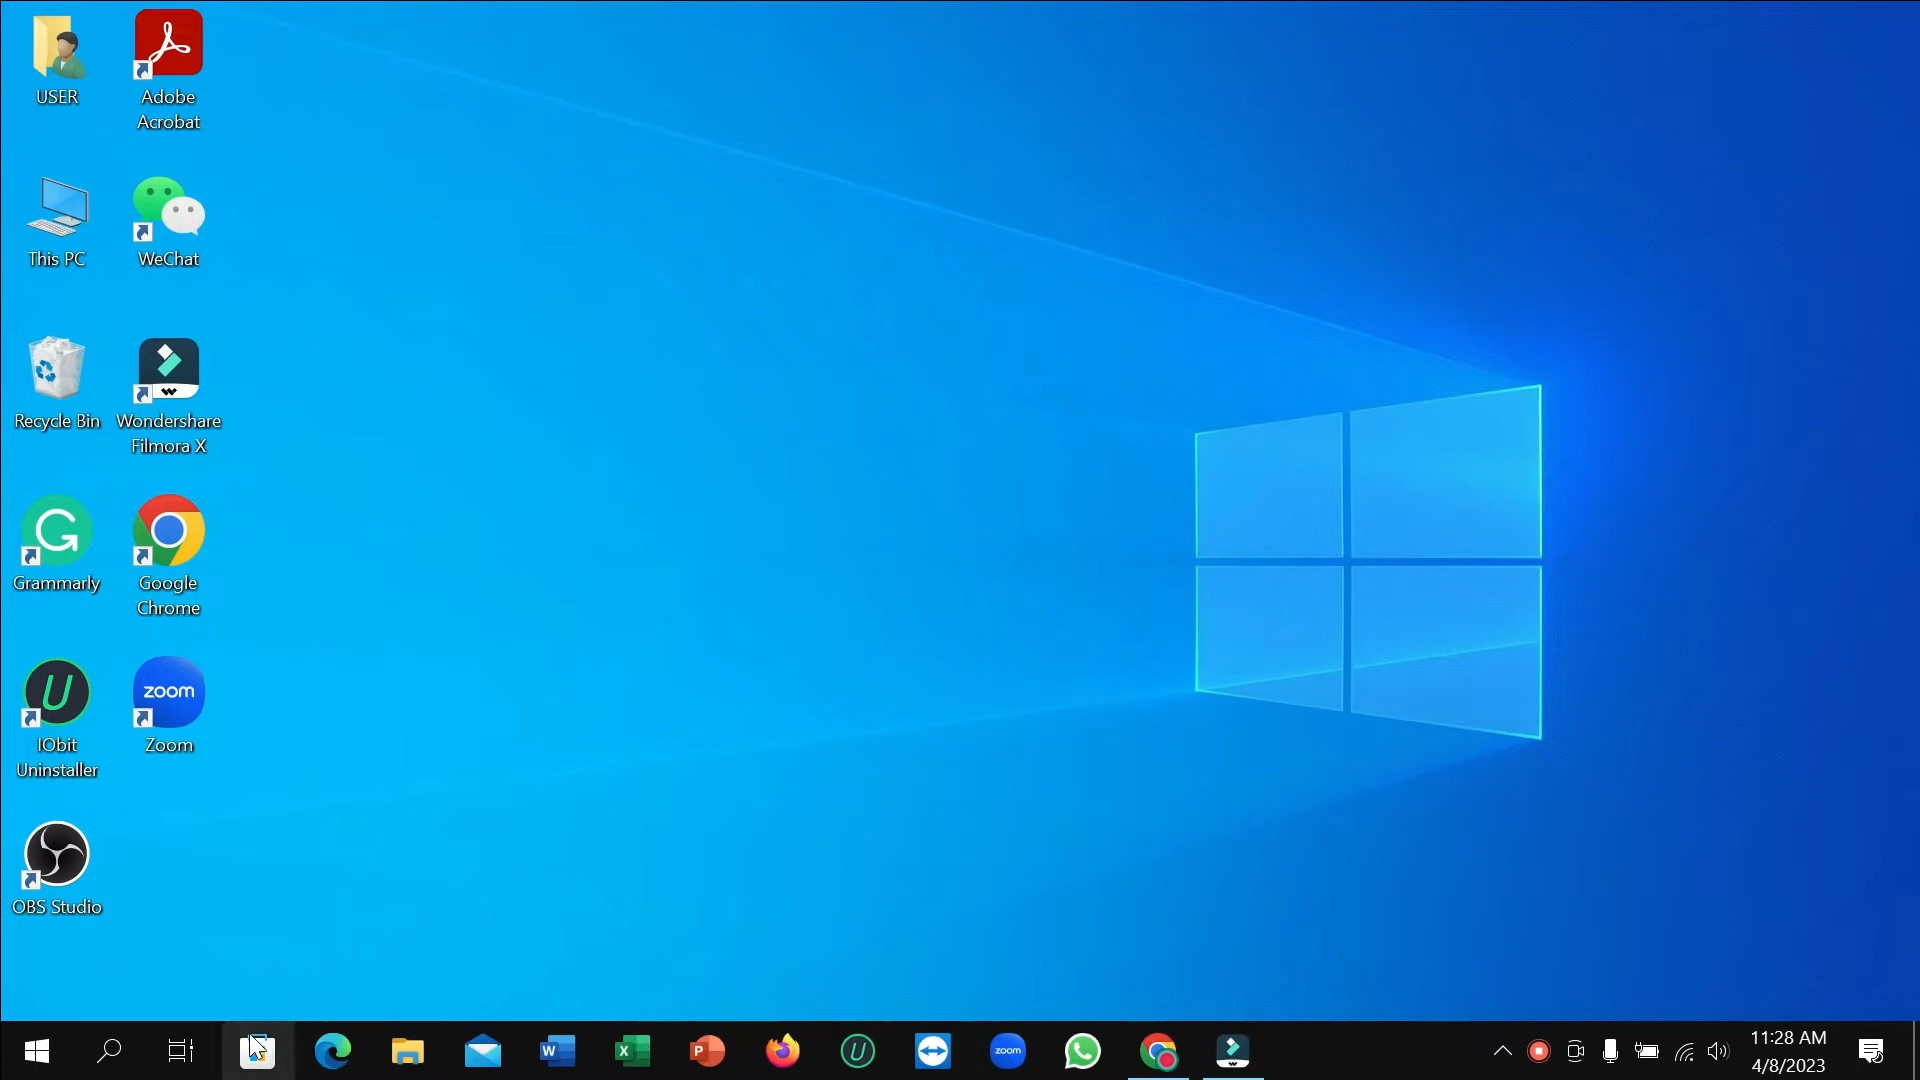 USER
Adobe
Acrobat
This PC
WeChat
Recycle Bin
Wondershare
Filmora X
Grammarly
Google
Chrome
IObit
Uninstaller
zoom
Zoom
OBS Studio
zoom
11:28 AM
4/8/2023